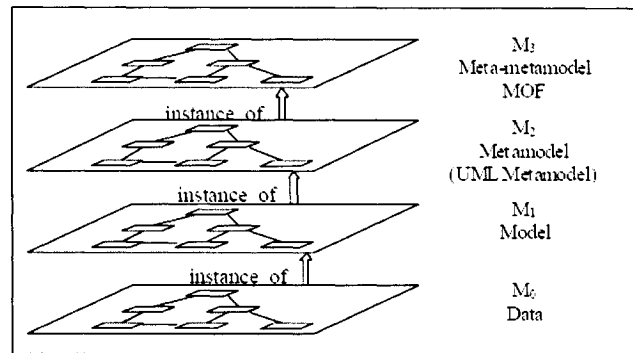 M₃
Meta-metamodel
MOF
instance of
M₂
Metamodel
(UML Metamodel)
instance of
M₁
Model
instance of
M₀
Data